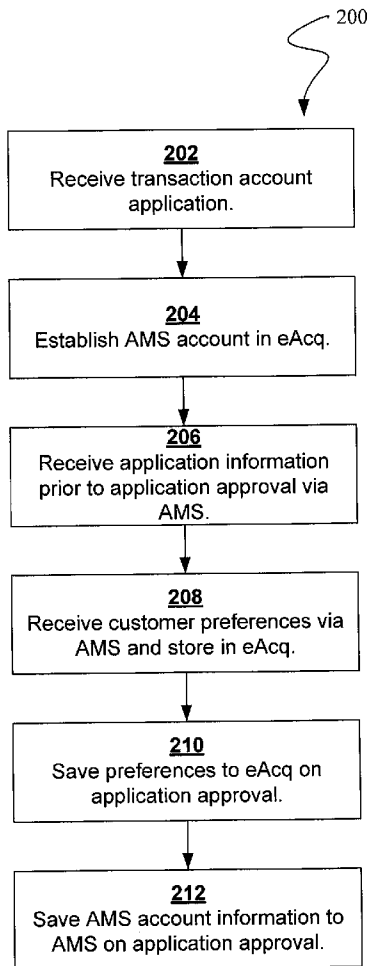 200
202
Receive transaction account
application.
204
Establish AMS account in eAcq.
206
Receive application information
prior to application approval via
AMS.
208
Receive customer preferences via
AMS and store in eAcq.
210
Save preferences to eAcq on
application approval.
212
Save AMS account information to
AMS on application approval.